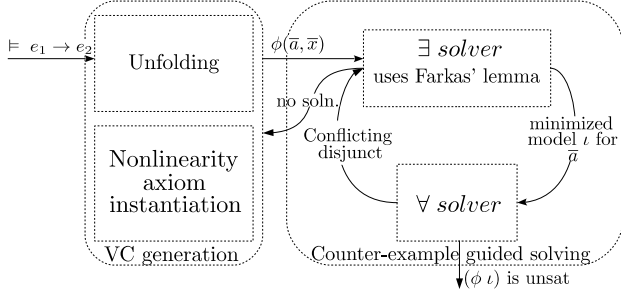 ⊨ e₁ → e₂
Unfolding
ϕ(a̅, x̅)
∃ solver
uses Farkas' lemma
no soln.
Conflicting
disjunct
minimized
model ι for
a̅
Nonlinearity
axiom
instantiation
∀ solver
VC generation
Counter-example guided solving
(ϕ ι) is unsat